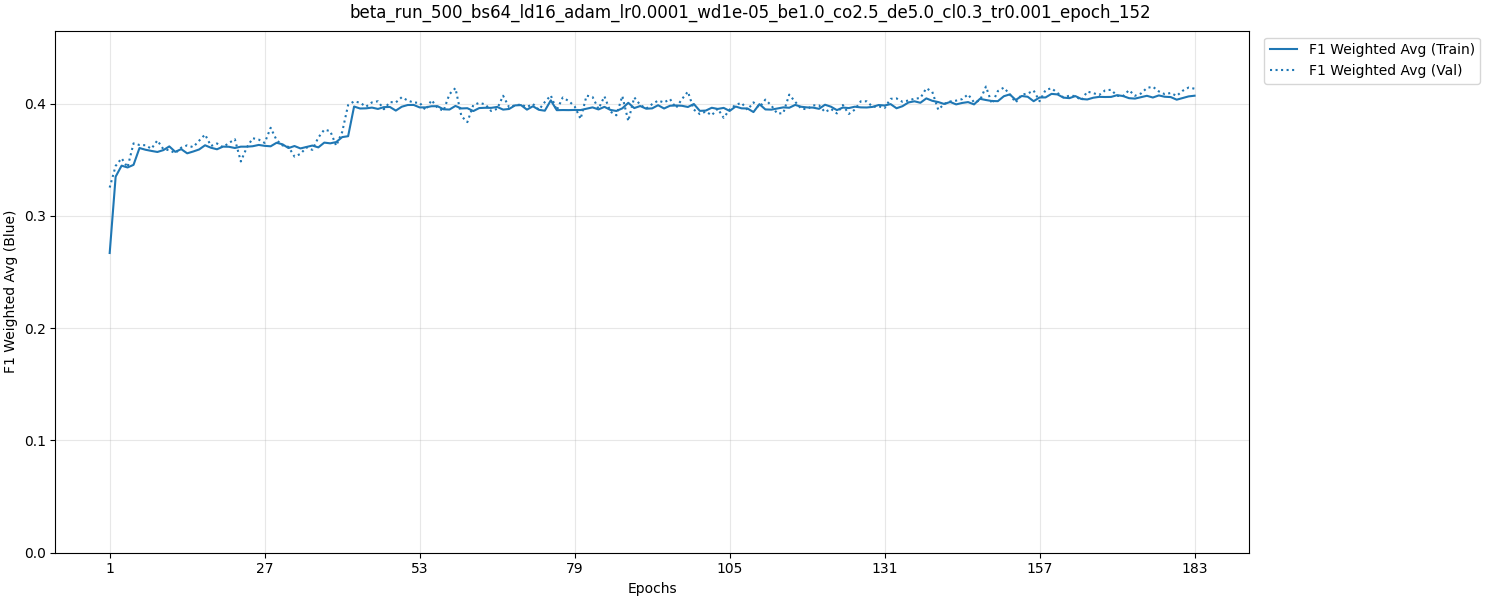 beta_run_500_bs64_ld16_adam_lr0.0001_wd1e-05_be1.0_co2.5_de5.0_cl0.3_tr0.001_epoch_152
F1 Weighted Avg (Train)
F1 Weighted Avg (Val)
F1 Weighted Avg (Blue)
0.4
0.3
0.2
0.1
0.0
1 27 53 79 105 131 157 183
Epochs